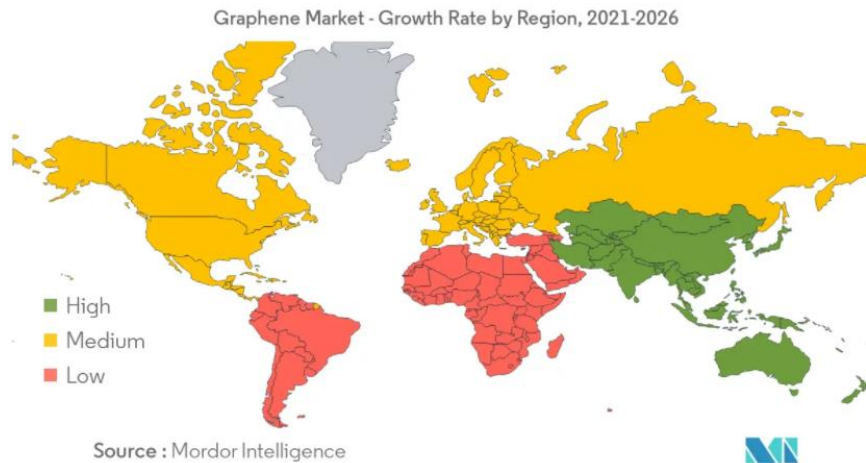 Graphene Market - Growth Rate by Region, 2021-2026
High
Medium
Low
Source : Mordor Intelligence